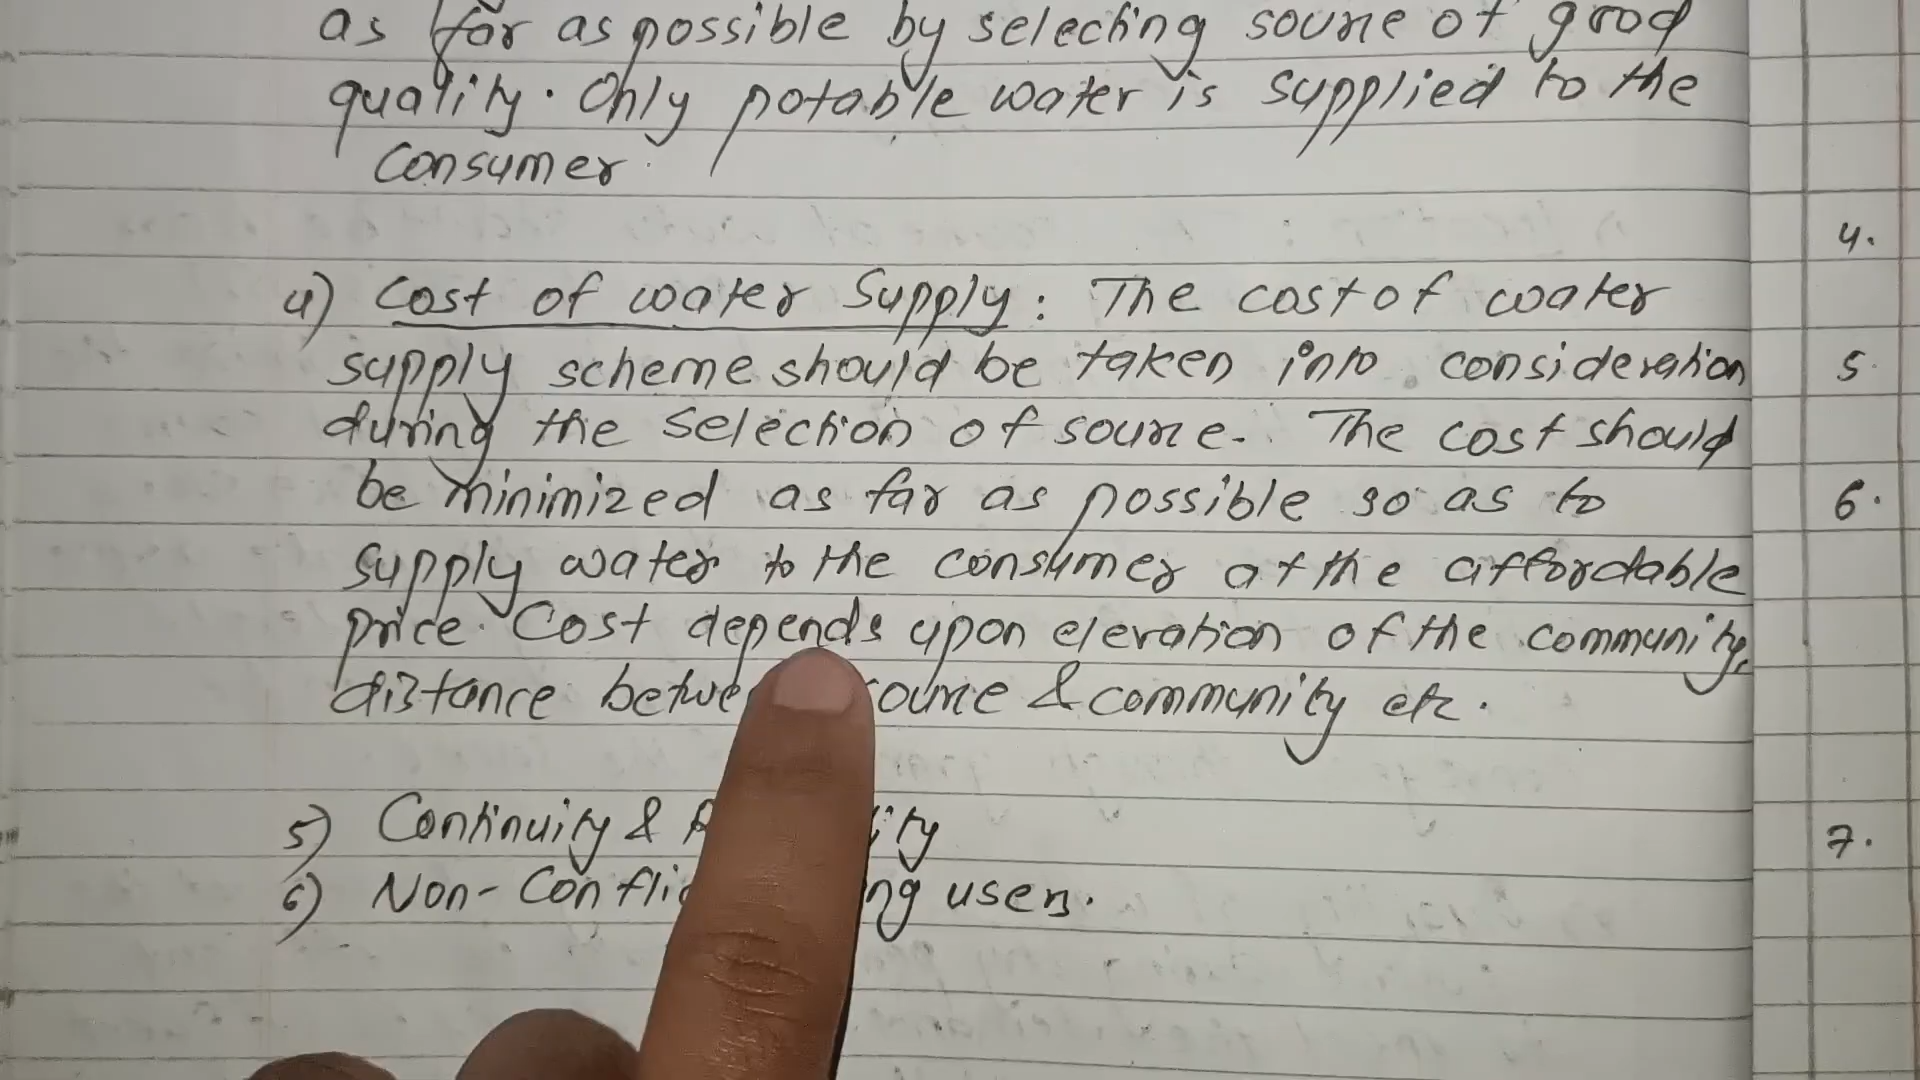 as far as possible by selecting source of good
quality. Only potable water is supplied to the
consumer.
4.
4) Cost of water Supply: The cost of water
supply scheme should be taken into consideration
5.
during the selection of source. The cost should
be minimized as far as possible so as to
6.
supply water to the consumer at the affordable
price. Cost depends upon elevation of the community,
distance source & community etc.
5) Continuity &
7.
6) Non- users.